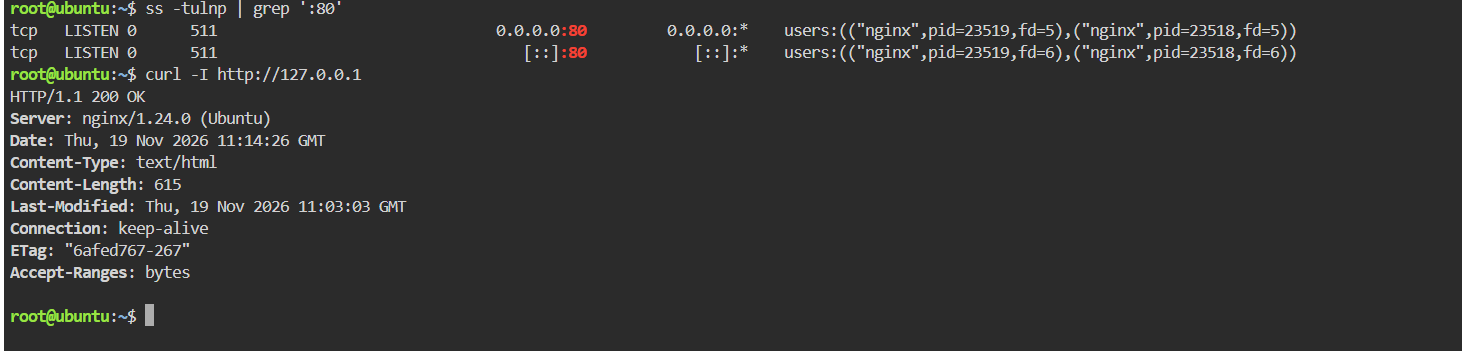 root@ubuntu:~$ ss -tulnp | grep ':80'
tcp   LISTEN 0      511                               0.0.0.0:80         0.0.0.0:*    users:(("nginx",pid=23519,fd=5),("nginx",pid=23518,fd=5))
tcp   LISTEN 0      511                                  [::]:80            [::]:*    users:(("nginx",pid=23519,fd=6),("nginx",pid=23518,fd=6))
root@ubuntu:~$ curl -I http://127.0.0.1
HTTP/1.1 200 OK
Server: nginx/1.24.0 (Ubuntu)
Date: Thu, 19 Nov 2026 11:14:26 GMT
Content-Type: text/html
Content-Length: 615
Last-Modified: Thu, 19 Nov 2026 11:03:03 GMT
Connection: keep-alive
ETag: "6afed767-267"
Accept-Ranges: bytes
root@ubuntu:~$